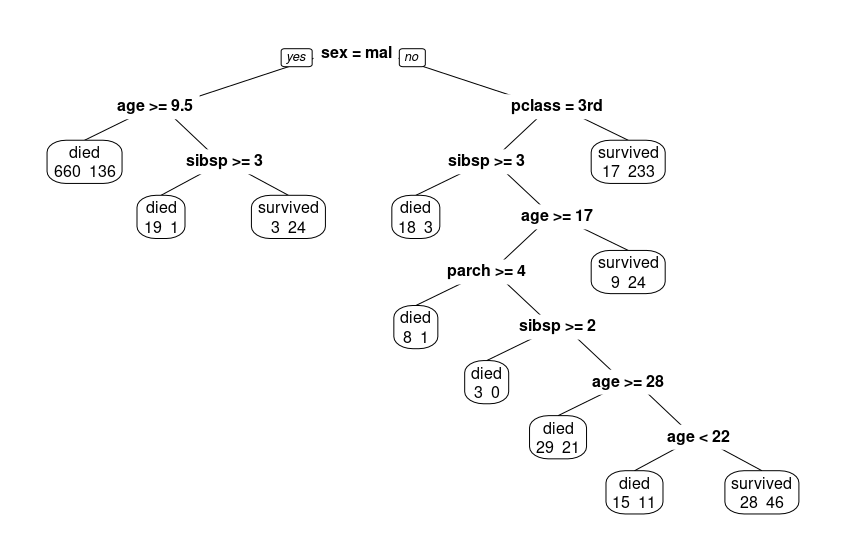 yes sex = mal no
age >= 9.5
pclass = 3rd
died
660 136
sibsp >= 3
sibsp >= 3
survived
17 233
died
19 1
survived
3 24
died
18 3
age >= 17
parch >= 4
survived
9 24
died
8 1
sibsp >= 2
died
3 0
age >= 28
died
29 21
age < 22
died
15 11
survived
28 46